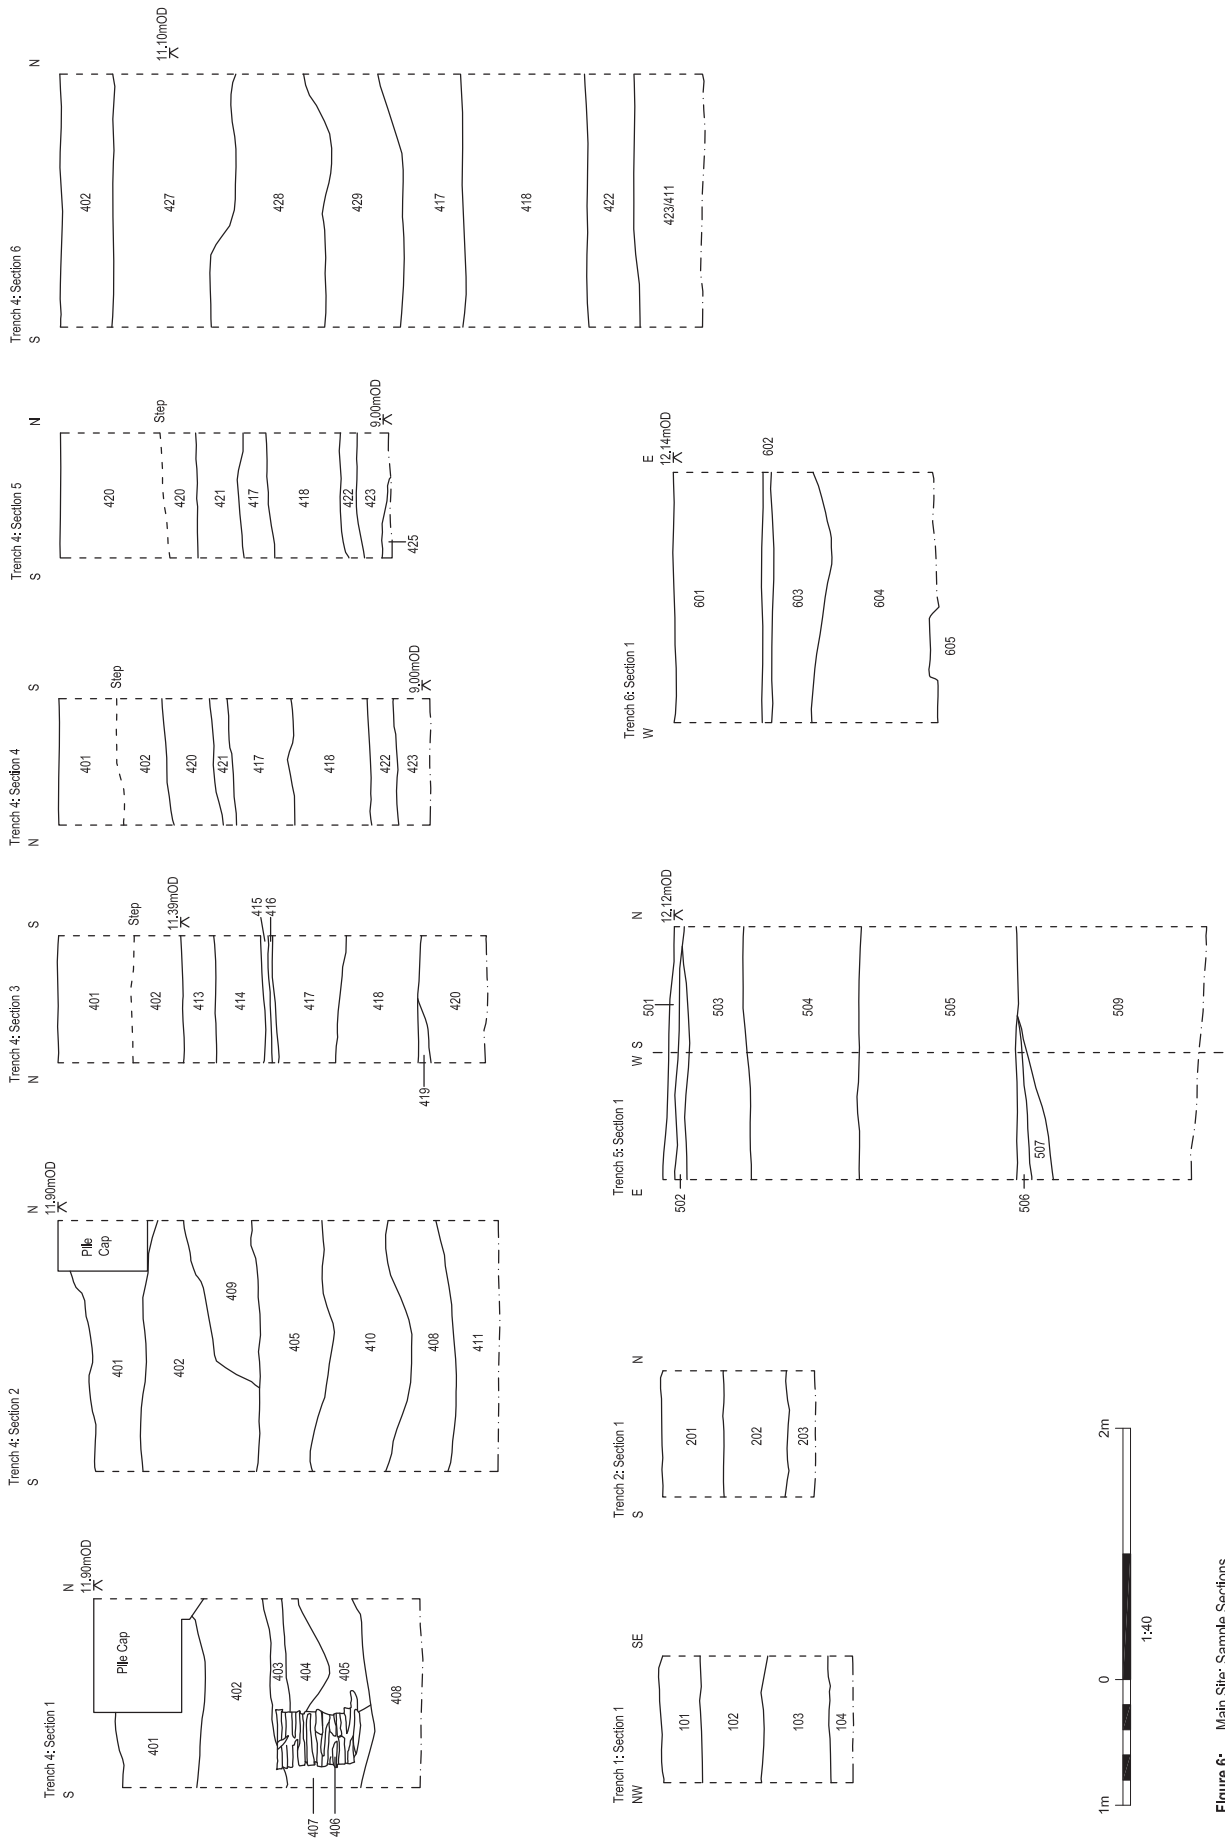 Trench 4: Section 1
S
N
11.90mOD
Pile Cap
401
402
403
404
405
408
407
406
Trench 4: Section 2
S
N
11.90mOD
Pile
Cap
401
402
409
405
410
408
411
Trench 4: Section 3
N
S
401
Step
402
11.39mOD
413
414
415
416
417
418
419
420
Trench 4: Section 4
N
S
401
Step
402
420
421
417
418
422
423
9.00mOD
Trench 4: Section 5
S
N
420
Step
420
421
417
418
422
423
9.00mOD
425
Trench 4: Section 6
S
N
402
11.10mOD
427
428
429
417
418
422
423/411
Trench 1: Section 1
NW
SE
101
102
103
104
Trench 2: Section 1
S
N
201
202
203
Trench 5: Section 1
E
W
S
N
12.12mOD
501
502
503
504
505
506
507
509
Trench 6: Section 1
W
E
12.14mOD
601
602
603
604
605
1m
0
2m
1:40
Figure 6: Main Site: Sample Sections